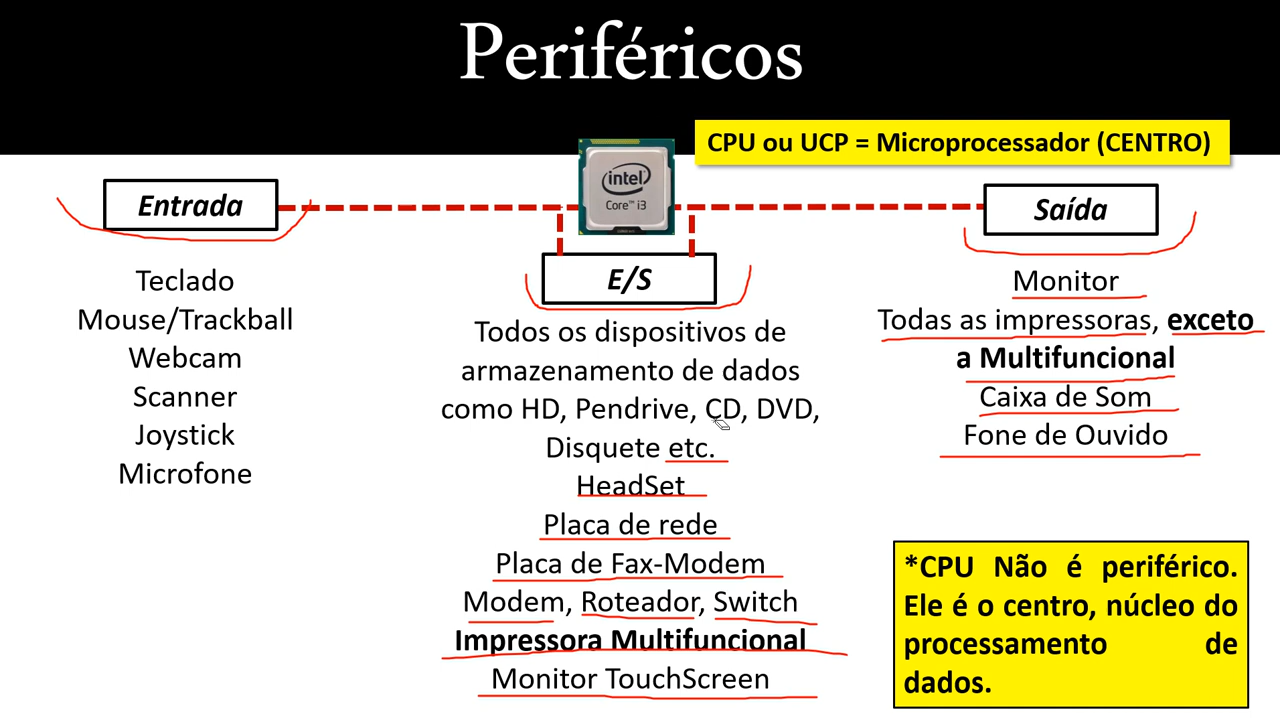 Periféricos
CPU ou UCP = Microprocessador (CENTRO)
intel
Core™ i3
Entrada
Teclado
Mouse/Trackball
Webcam
Scanner
Joystick
Microfone
E/S
Todos os dispositivos de
armazenamento de dados
como HD, Pendrive, CD, DVD,
Disquete etc.
HeadSet
Placa de rede
Placa de Fax-Modem
Modem, Roteador, Switch
Impressora Multifuncional
Monitor TouchScreen
Saída
Monitor
Todas as impressoras, exceto
a Multifuncional
Caixa de Som
Fone de Ouvido
*CPU Não é periférico.
Ele é o centro, núcleo do
processamento de
dados.